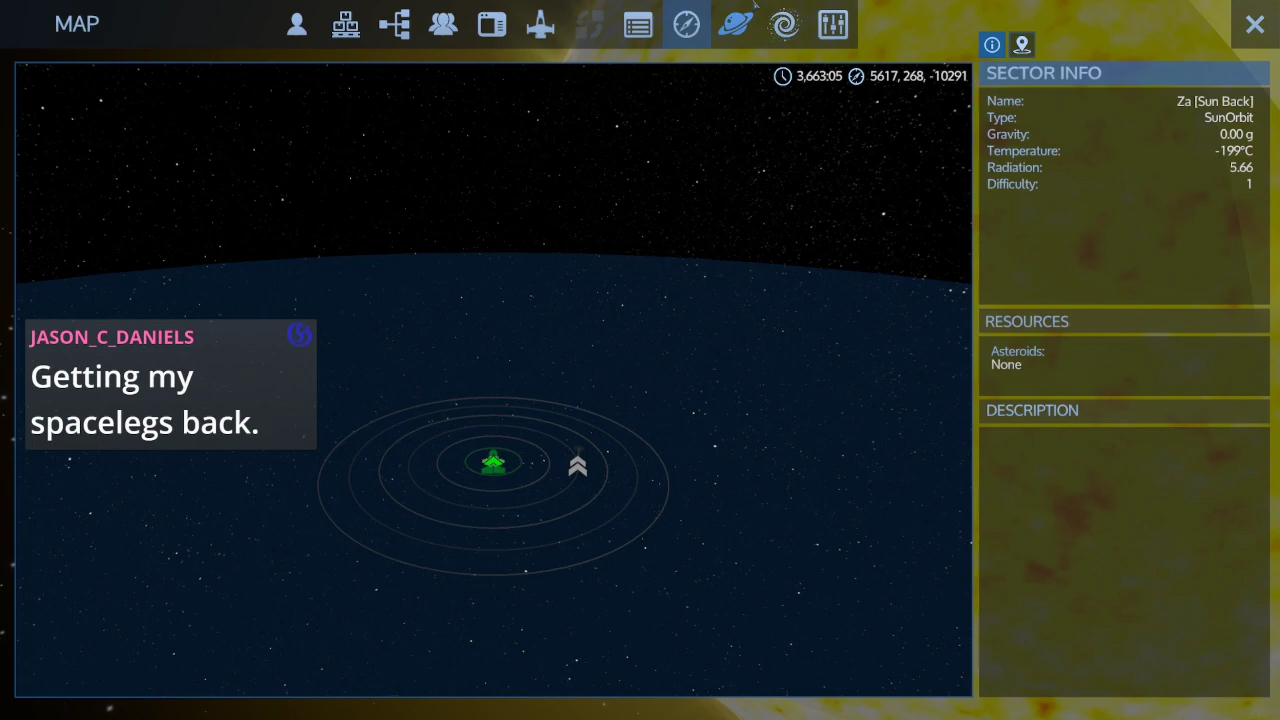 MAP
3,663:05 5617, 268, -10291
JASON_C_DANIELS
Getting my
spacelegs back.
SECTOR INFO
Name: Za [Sun Back]
Type: SunOrbit
Gravity: 0.00 g
Temperature: -199°C
Radiation: 5.66
Difficulty: 1
RESOURCES
Asteroids:
None
DESCRIPTION